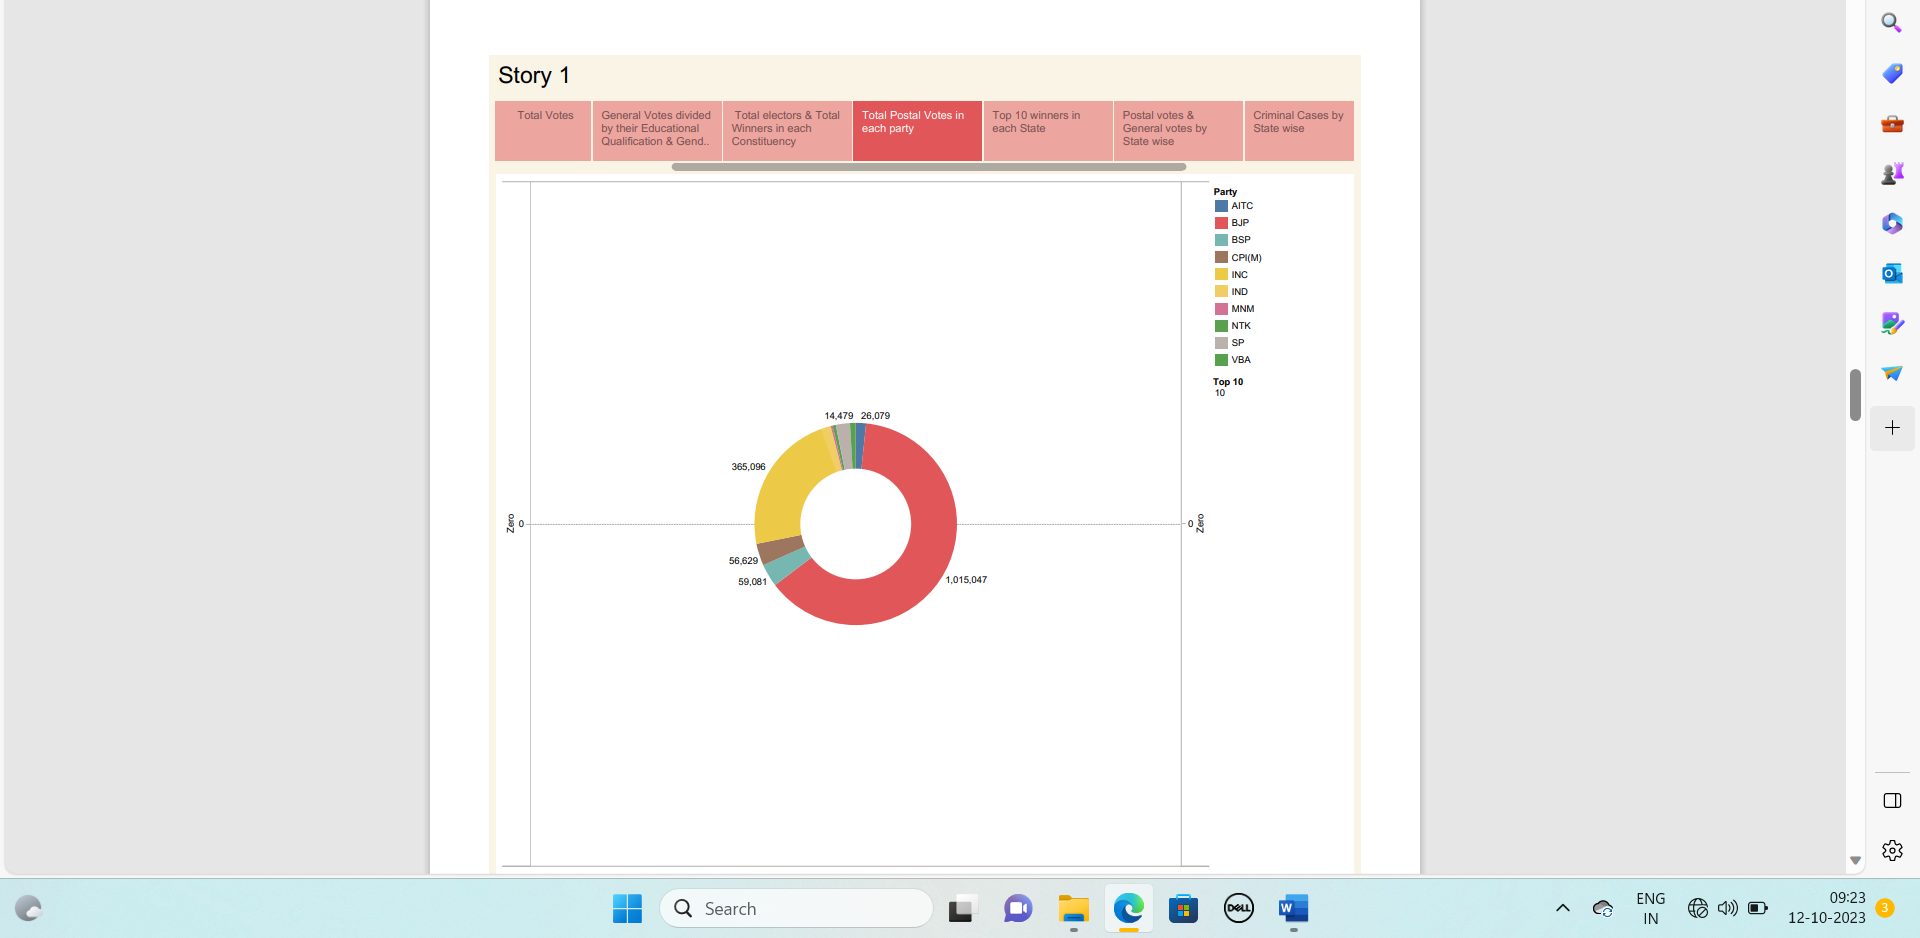 Story 1
Total Votes
General Votes divided
by their Educational
Qualification & Gend..
Total electors & Total
Winners in each
Constituency
Total Postal Votes in
each party
Top 10 winners in
each State
Postal votes &
General votes by
State wise
Criminal Cases by
State wise
Party
AITC
BJP
BSP
CPI(M)
INC
IND
MNM
NTK
SP
VBA
Top 10
10
14,479 26,079
365,096
Zero 0
0 Zero
56,629
59,081
1,015,047
Search
DELL
W
ENG
IN
09:23
12-10-2023
3